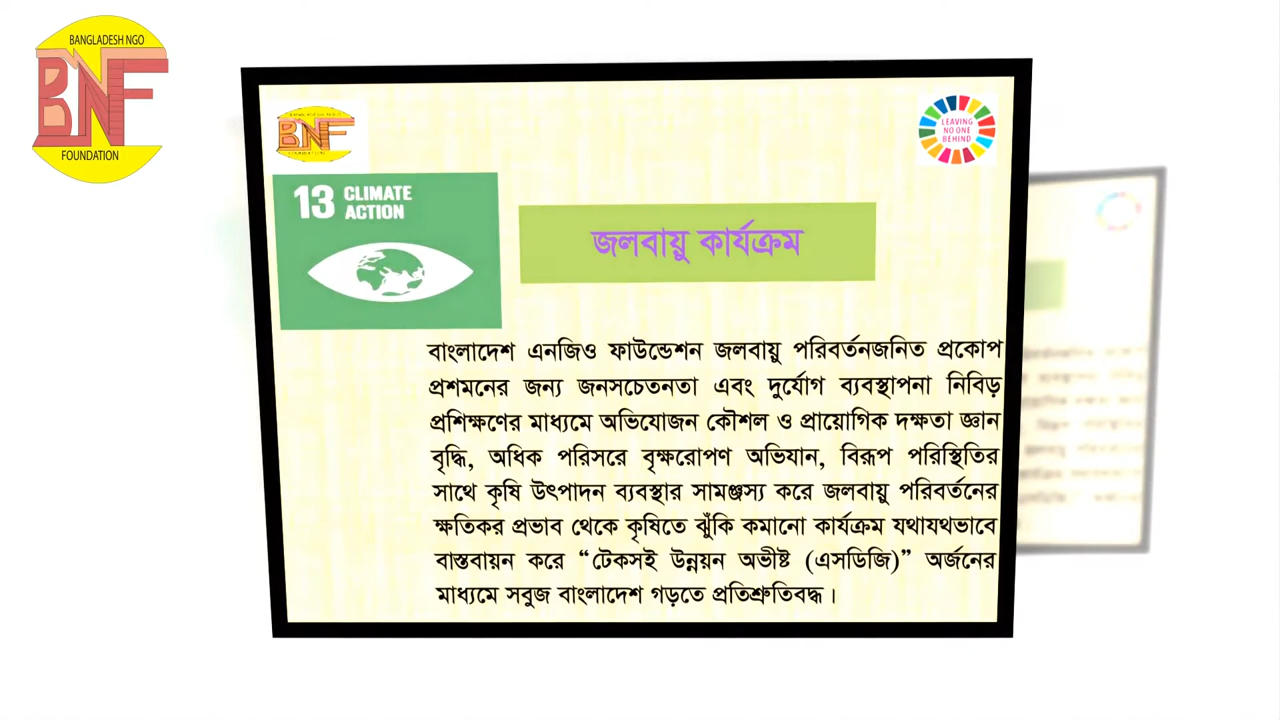 BANGLADESH NGO
BNF
FOUNDATION
BNF
LEAVING
NO ONE
BEHIND
13 CLIMATE
ACTION
জলবায়ু কার্যক্রম
বাংলাদেশ এনজিও ফাউন্ডেশন জলবায়ু পরিবর্তনজনিত প্রকোপ
প্রশমনের জন্য জনসচেতনতা এবং দুর্যোগ ব্যবস্থাপনা নিবিড়
প্রশিক্ষণের মাধ্যমে অভিযোজন কৌশল ও প্রায়োগিক দক্ষতা জ্ঞান
বৃদ্ধি, অধিক পরিসরে বৃক্ষরোপণ অভিযান, বিরূপ পরিস্থিতির
সাথে কৃষি উৎপাদন ব্যবস্থার সামঞ্জস্য করে জলবায়ু পরিবর্তনের
ক্ষতিকর প্রভাব থেকে কৃষিতে ঝুঁকি কমানো কার্যক্রম যথাযথভাবে
বাস্তবায়ন করে “টেকসই উন্নয়ন অভীষ্ট (এসডিজি)” অর্জনের
মাধ্যমে সবুজ বাংলাদেশ গড়তে প্রতিশ্রুতিবদ্ধ।